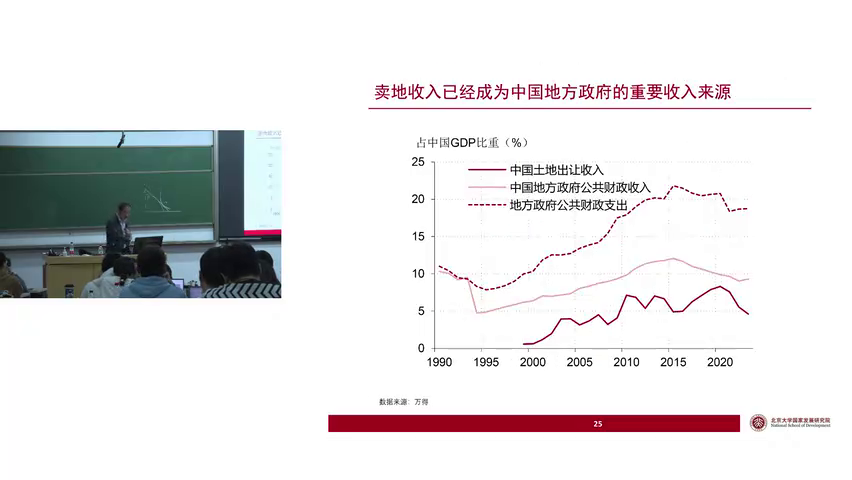 卖地收入已经成为中国地方政府的重要收入来源
占中国GDP比重（%）
25
20
15
10
5
0
中国土地出让收入
中国地方政府公共财政收入
地方政府公共财政支出
1990 1995 2000 2005 2010 2015 2020
数据来源：万得
25
北京大学国家发展研究院
National School of Development